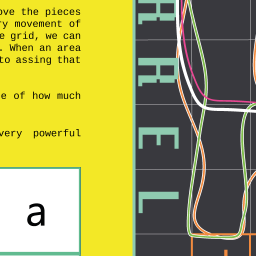 ove the pieces
ry movement of
e grid, we can
. When an area
to assing that
e of how much
very powerful
a
R
R
E
L